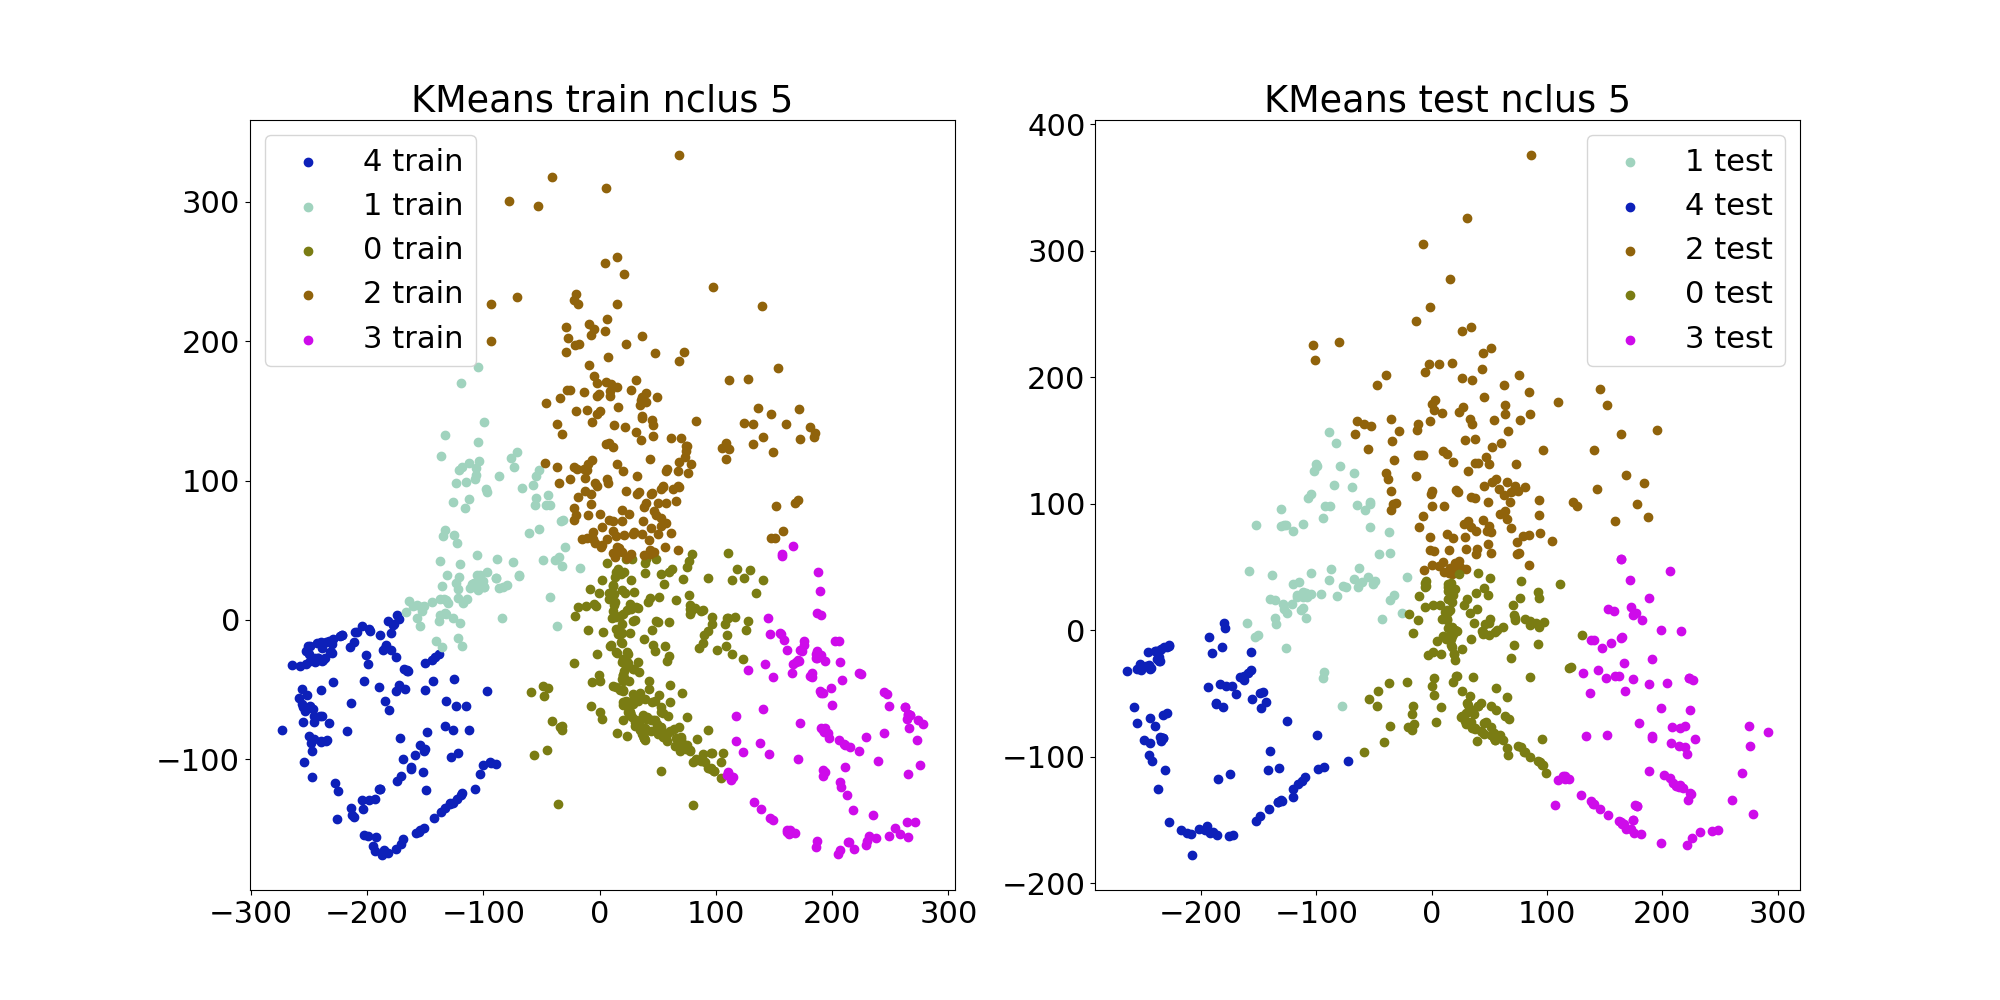 KMeans train nclus 5
4 train
1 train
0 train
2 train
3 train
300
200
100
0
−100
−300 −200 −100 0 100 200 300
KMeans test nclus 5
1 test
4 test
2 test
0 test
3 test
400
300
200
100
0
−100
−200
−200 −100 0 100 200 300